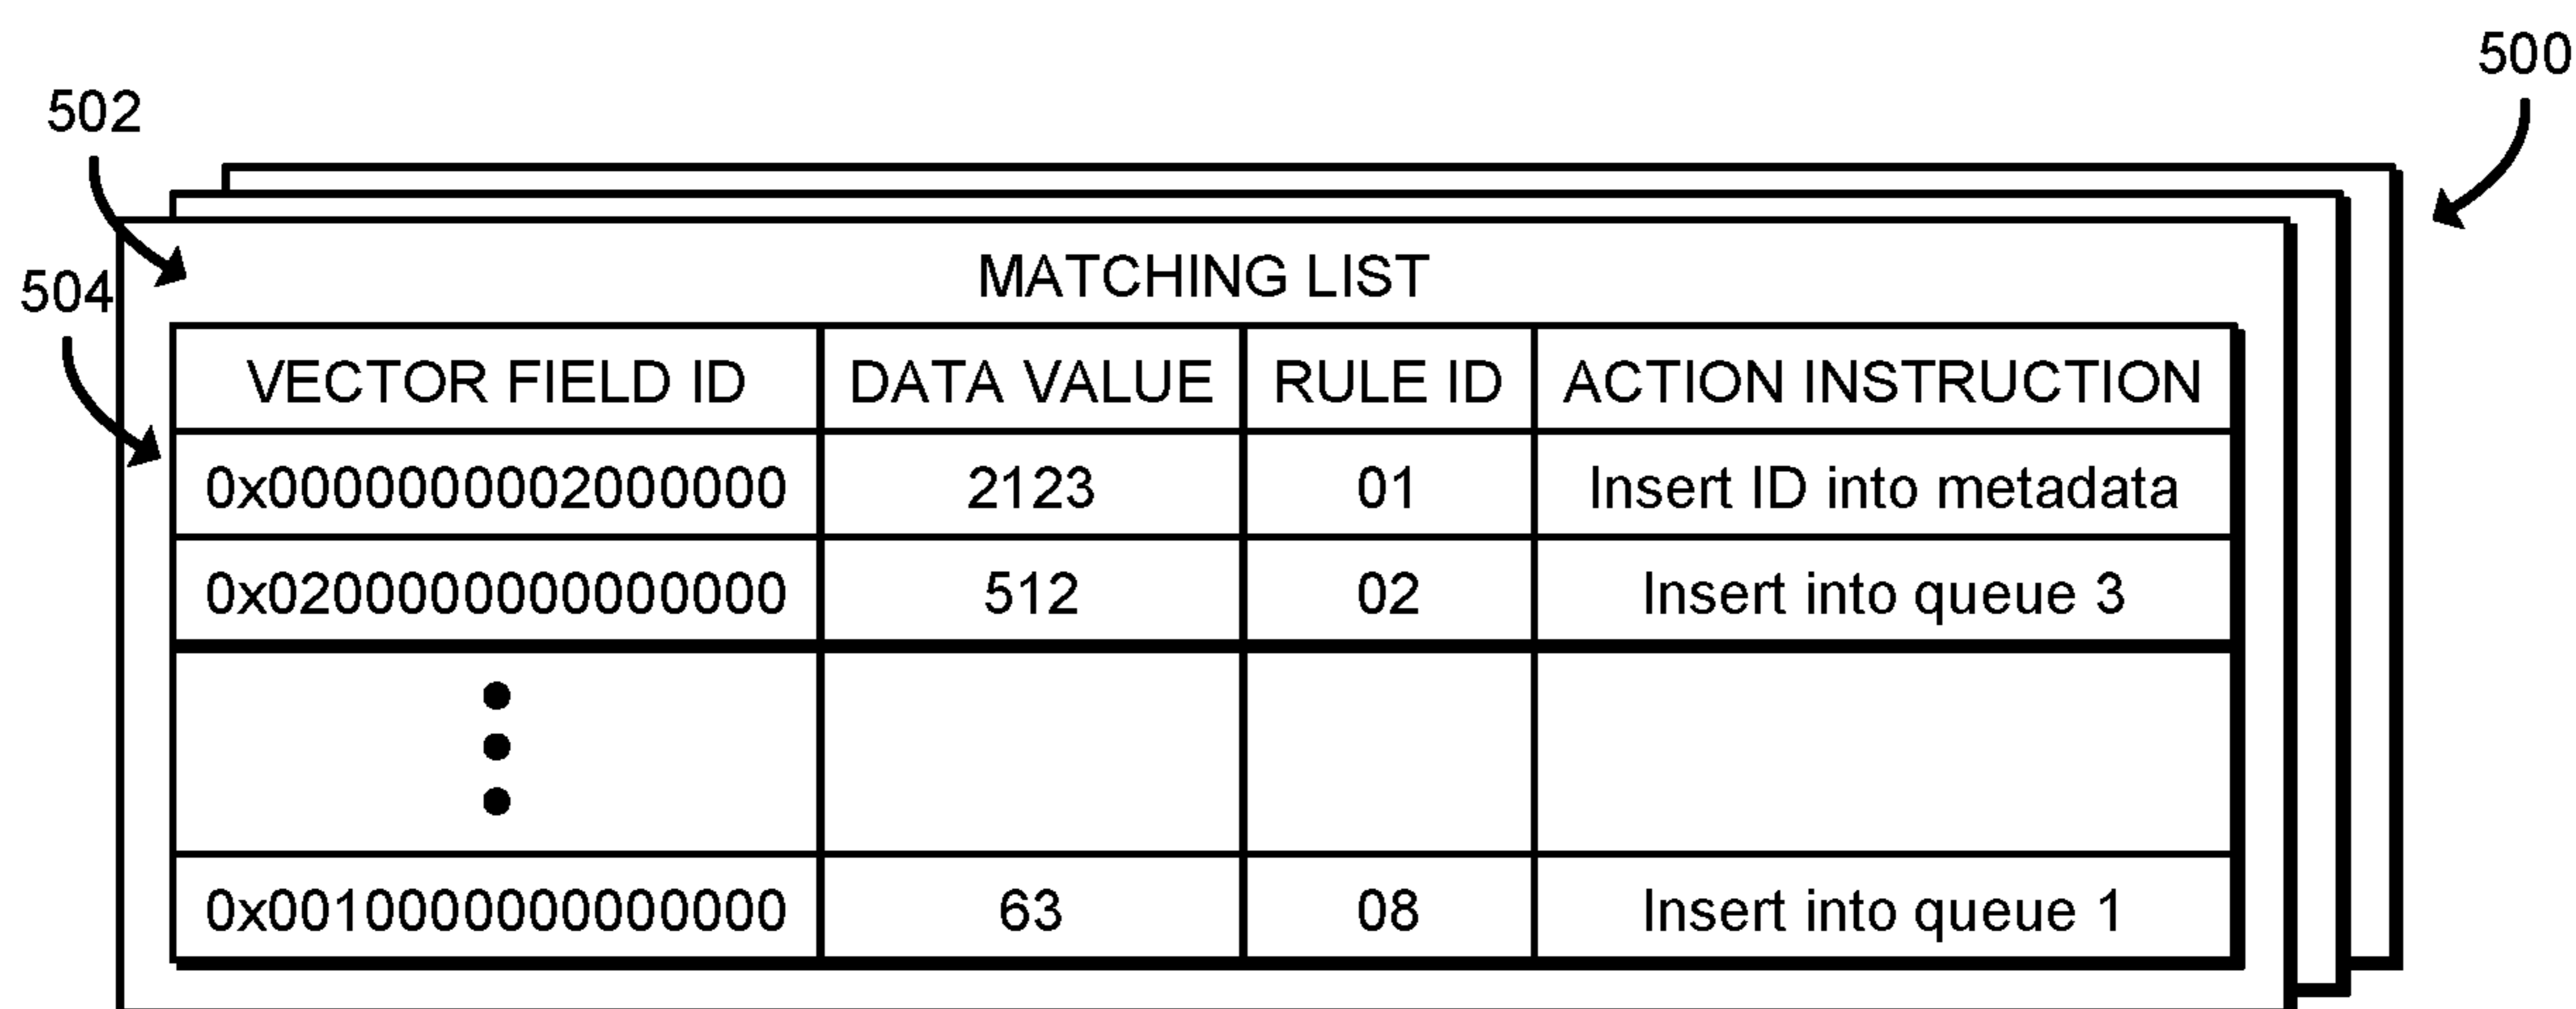 500
502
MATCHING LIST
504
VECTOR FIELD ID DATA VALUE RULE ID ACTION INSTRUCTION
0x0000000002000000 2123 01 Insert ID into metadata
0x0200000000000000 512 02 Insert into queue 3
0x0010000000000000 63 08 Insert into queue 1